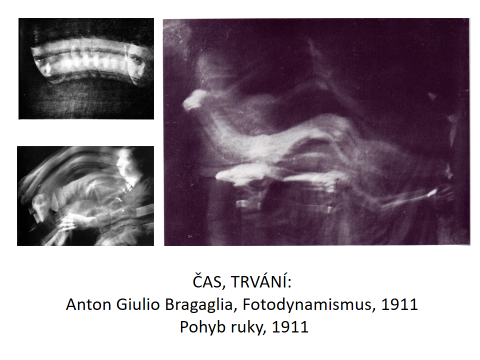 ČAS, TRVÁNÍ:
Anton Giulio Bragaglia, Fotodynamismus, 1911
Pohyb ruky, 1911